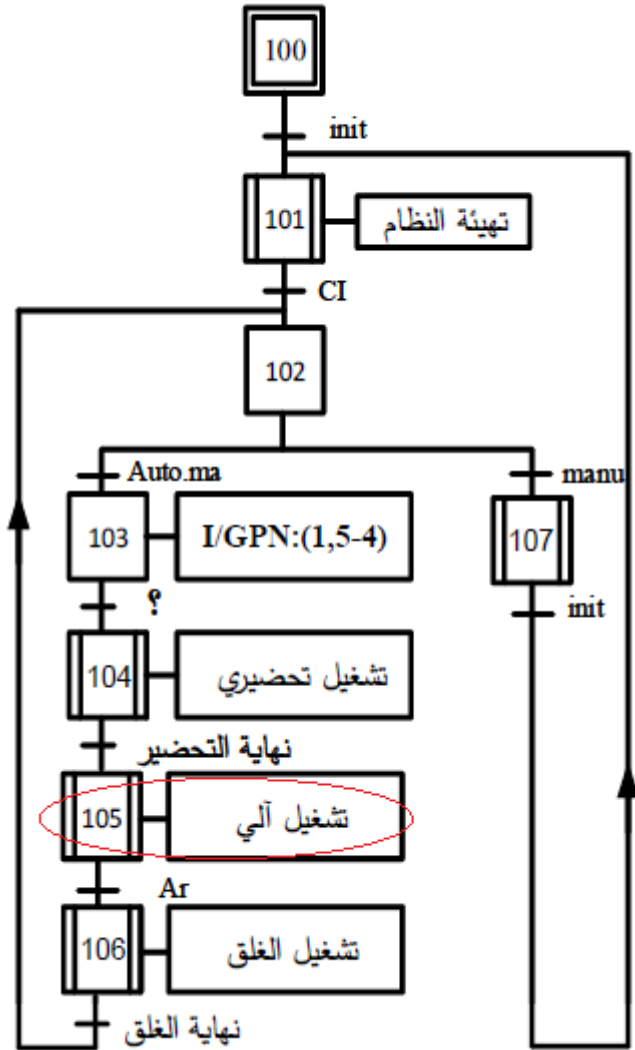 100
init
101
تهيئة النظام
CI
102
Auto.ma
manu
103
I/GPN:(1,5-4)
107
؟
init
104
تشغيل تحضيري
نهاية التحضير
105
تشغيل آلي
Ar
106
تشغيل الغلق
نهاية الغلق